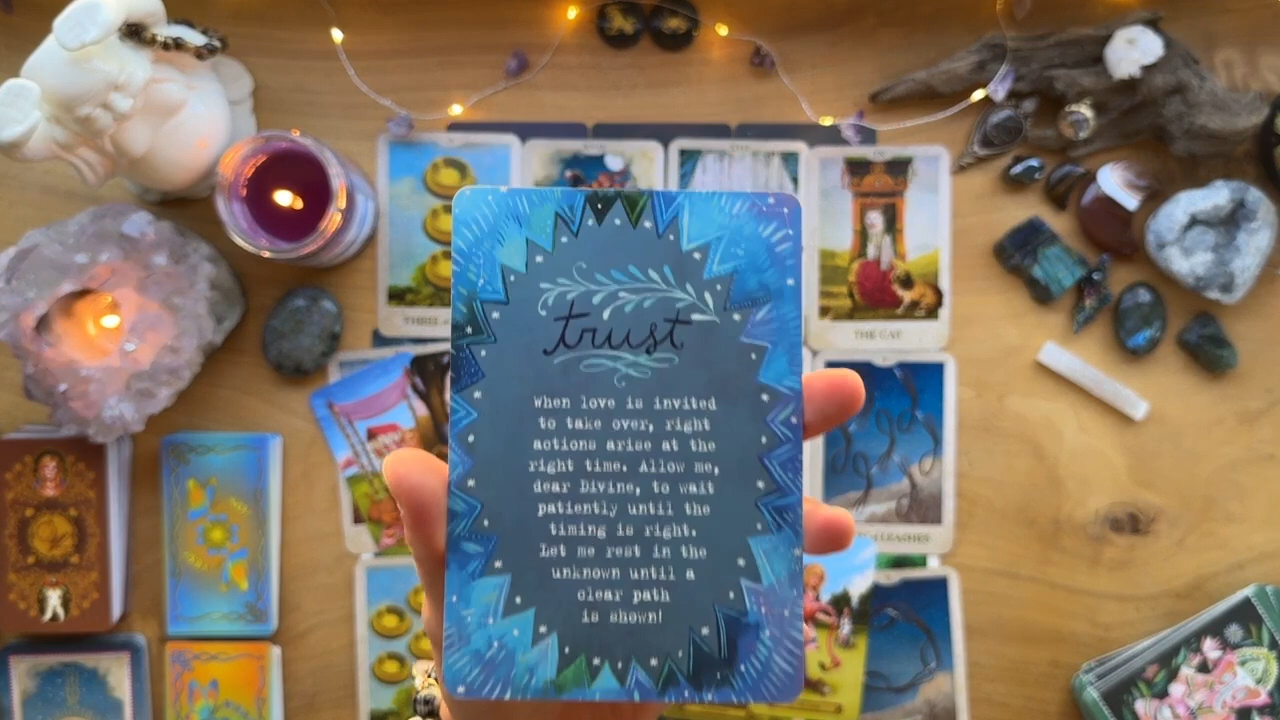 THE CAT
trust
When love is invited
to take over, right
actions arise at the
right time. Allow me,
dear Divine, to wait
patiently until the
timing is right.
Let me rest in the
unknown until a
clear path
is shown!